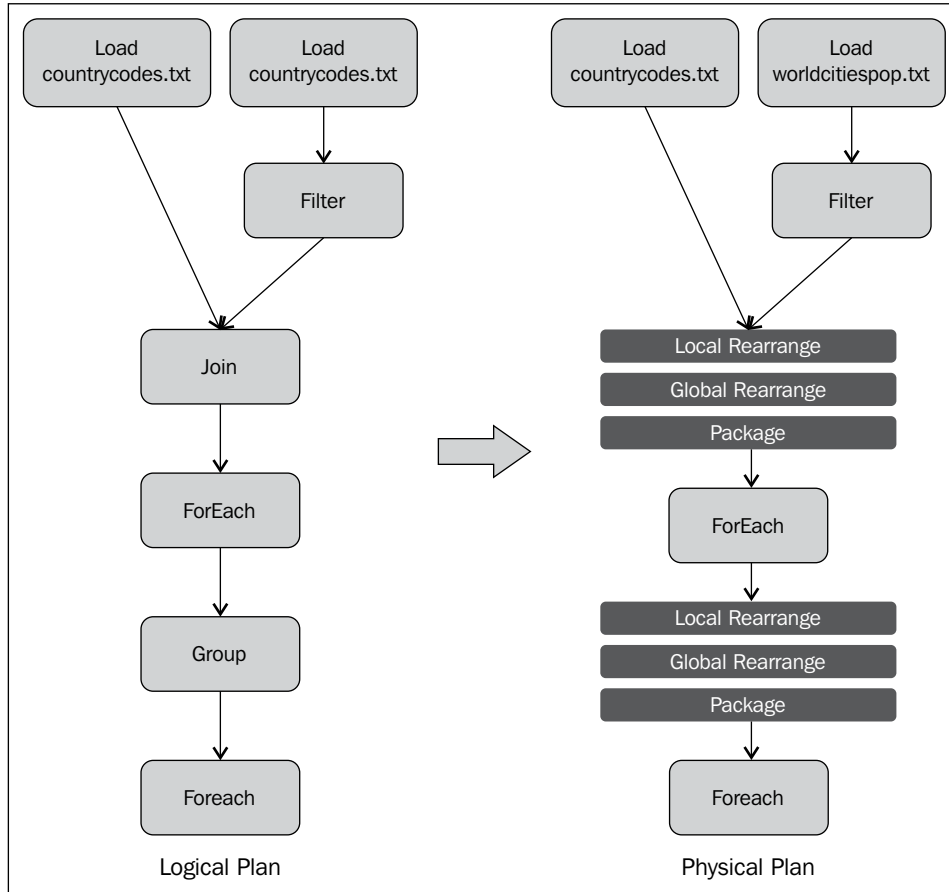 Load
countrycodes.txt
Load
countrycodes.txt
Filter
Join
ForEach
Group
Foreach
Logical Plan
Load
countrycodes.txt
Load
worldcitiespop.txt
Filter
Local Rearrange
Global Rearrange
Package
ForEach
Local Rearrange
Global Rearrange
Package
Foreach
Physical Plan